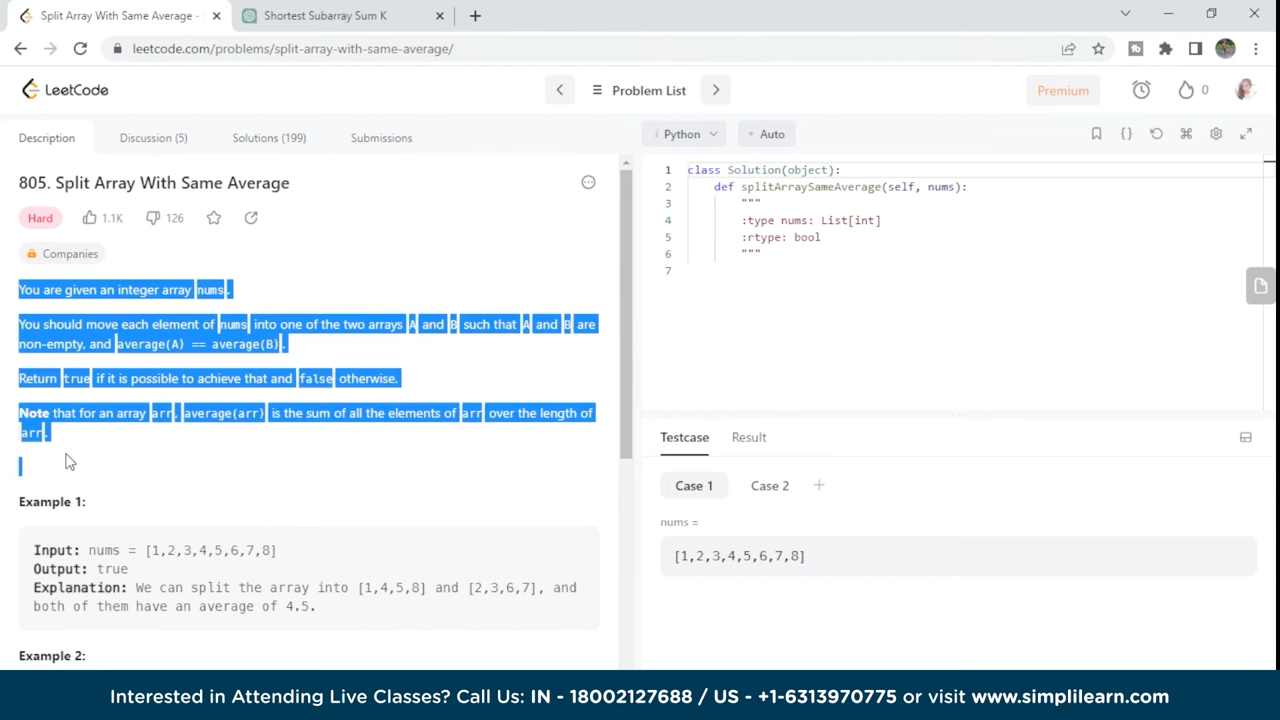 Split Array With Same Average -
Shortest Subarray Sum K
leetcode.com/problems/split-array-with-same-average/
LeetCode
Problem List
Premium
0
Description
Discussion (5)
Solutions (199)
Submissions
i Python
Auto
805. Split Array With Same Average
Hard
1.1K
126
Companies
You are given an integer array nums.
You should move each element of nums into one of the two arrays A and B such that A and B are
non-empty, and average(A) == average(B).
Return true if it is possible to achieve that and false otherwise.
Note that for an array arr, average(arr) is the sum of all the elements of arr over the length of
arr.
Example 1:
Input: nums = [1,2,3,4,5,6,7,8]
Output: true
Explanation: We can split the array into [1,4,5,8] and [2,3,6,7], and
both of them have an average of 4.5.
Example 2:
1 class Solution(object):
2 def splitArraySameAverage(self, nums):
3 """
4 :type nums: List[int]
5 :rtype: bool
6 """
7
Testcase
Result
Case 1
Case 2
nums =
[1,2,3,4,5,6,7,8]
Interested in Attending Live Classes? Call Us: IN - 18002127688 / US - +1-6313970775 or visit www.simplilearn.com